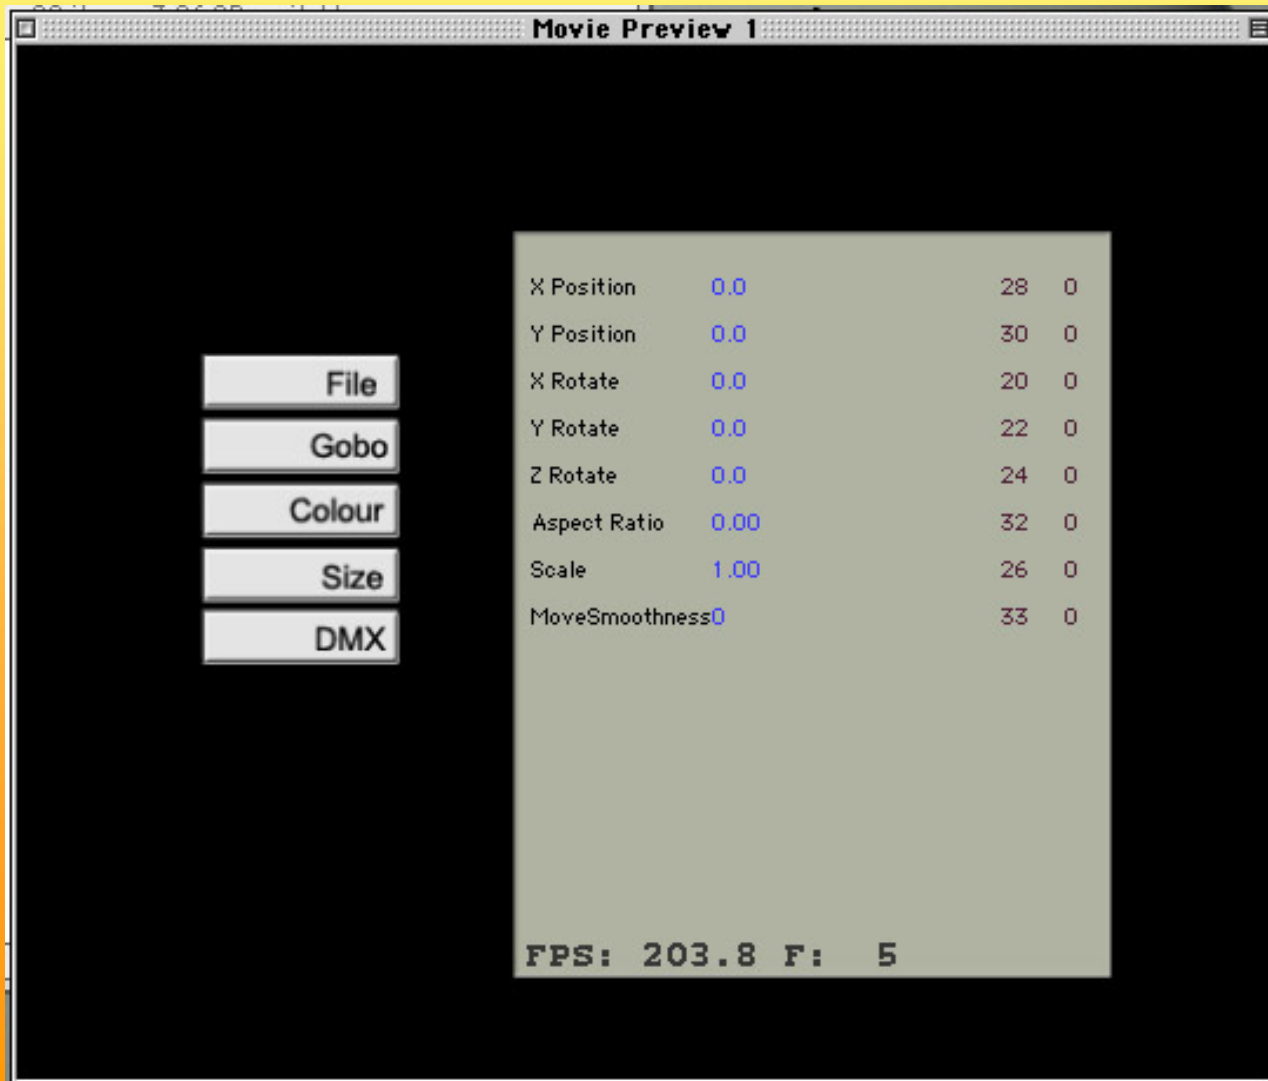 Movie Preview 1
File
Gobo
Colour
Size
DMX
X Position 0.0 28 0
Y Position 0.0 30 0
X Rotate 0.0 20 0
Y Rotate 0.0 22 0
Z Rotate 0.0 24 0
Aspect Ratio 0.00 32 0
Scale 1.00 26 0
MoveSmoothness0 33 0
FPS: 203.8 F: 5